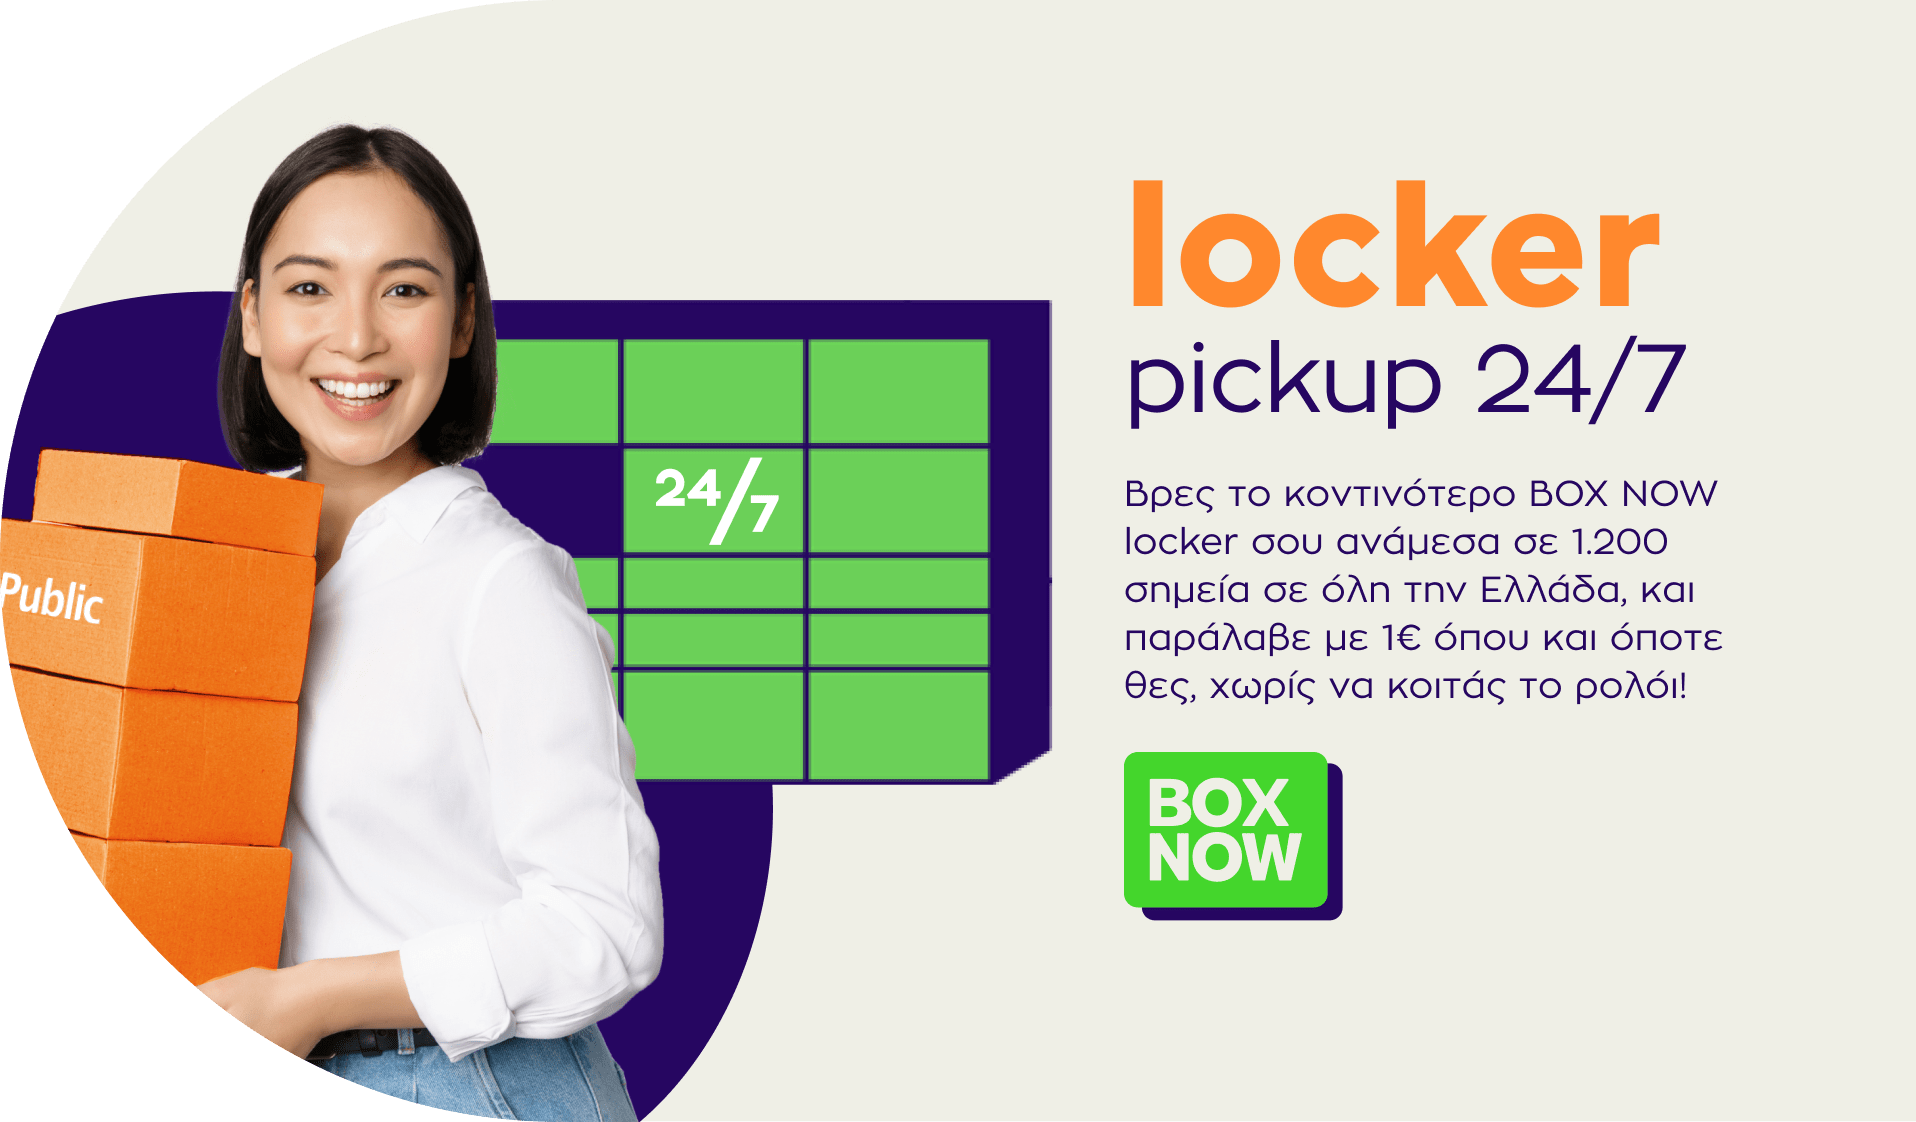 locker
pickup 24/7
24/7
Public
Βρες το κοντινότερο BOX NOW
locker σου ανάμεσα σε 1.200
σημεία σε όλη την Ελλάδα, και
παράλαβε με 1€ όπου και όποτε
θες, χωρίς να κοιτάς το ρολόι!
BOX
NOW